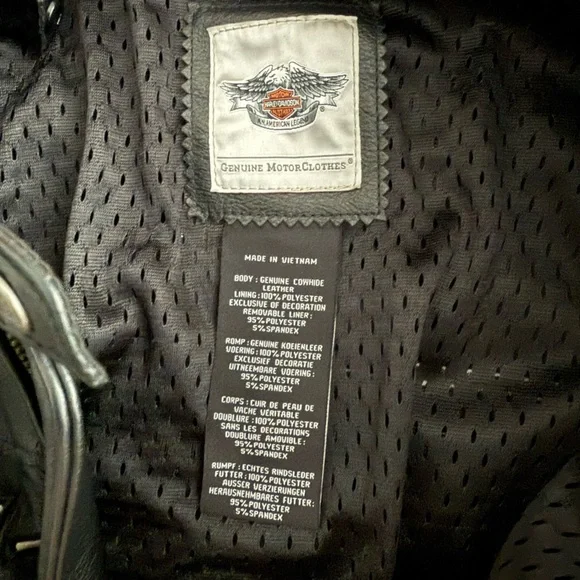 MOTOR
HARLEY-DAVIDSON
AN AMERICAN LEGEND
®
GENUINE MOTORCLOTHES®
MADE IN VIETNAM
BODY : GENUINE COWHIDE
LEATHER
LINING : 100% POLYESTER
EXCLUSIVE OF DECORATION
REMOVABLE LINER :
95% POLYESTER
5% SPANDEX
ROMP : GENUINE KOEIENLEER
VOERING : 100% POLYESTER
EXCLUSIEF DECORATIE
UITNEEMBARE VOERING :
95% POLYESTER
5% SPANDEX
CORPS : CUIR DE PEAU DE
VACHE VÉRITABLE
DOUBLURE : 100% POLYESTER
SANS LES DECORATIONS
DOUBLURE AMOVIBLE :
95% POLYESTER
5% SPANDEX
RUMPF : ECHTES RINDSLEDER
FUTTER : 100% POLYESTER
AUSSER VERZIERUNGEN
HERAUSNEHMBARES FUTTER :
95% POLYESTER
5% SPANDEX